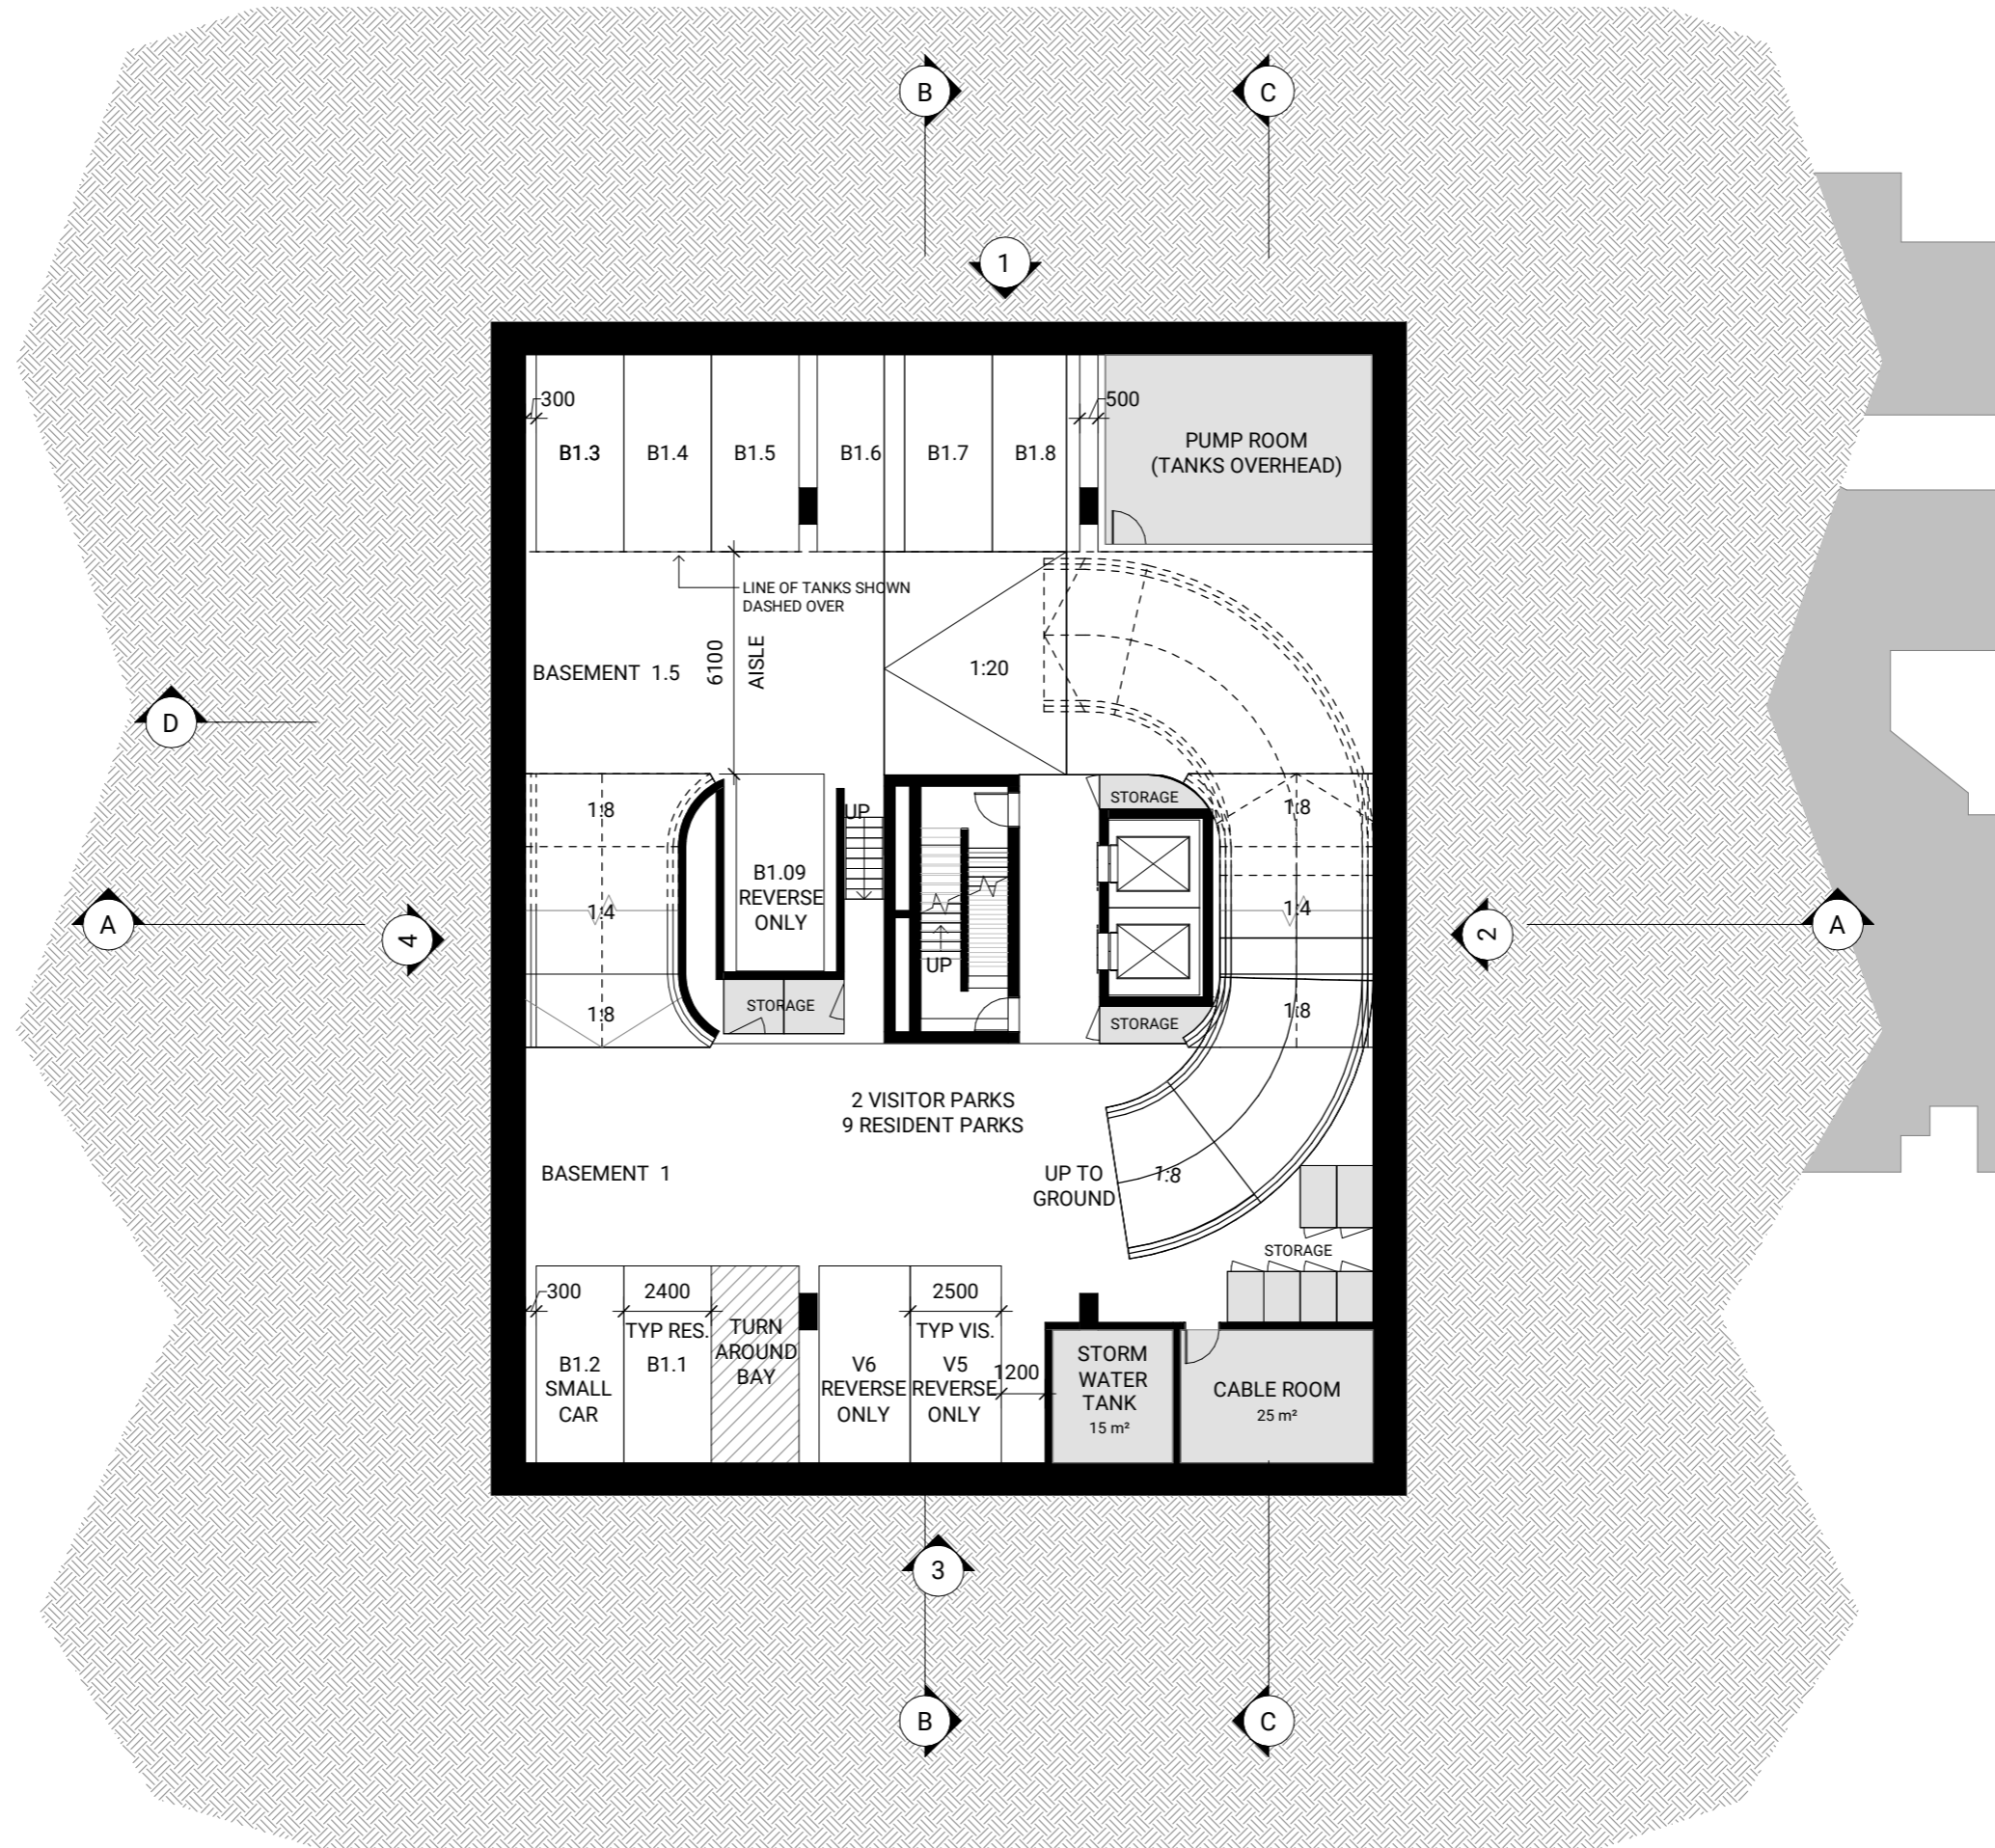 B
C
1
300
500
B1.3
B1.4
B1.5
B1.6
B1.7
B1.8
PUMP ROOM
(TANKS OVERHEAD)
LINE OF TANKS SHOWN
DASHED OVER
6100
AISLE
BASEMENT 1.5
1:20
D
1:8
1:4
1:8
UP
B1.09
REVERSE
ONLY
STORAGE
UP
STORAGE
STORAGE
1:8
1:4
1:8
A
4
2
A
2 VISITOR PARKS
9 RESIDENT PARKS
BASEMENT 1
UP TO
GROUND
1:8
STORAGE
300
2400
TYP RES.
B1.2
SMALL
CAR
B1.1
TURN
AROUND
BAY
2500
TYP VIS.
V6
REVERSE
ONLY
V5
REVERSE
ONLY
1200
STORM
WATER
TANK
15 m²
CABLE ROOM
25 m²
3
B
C